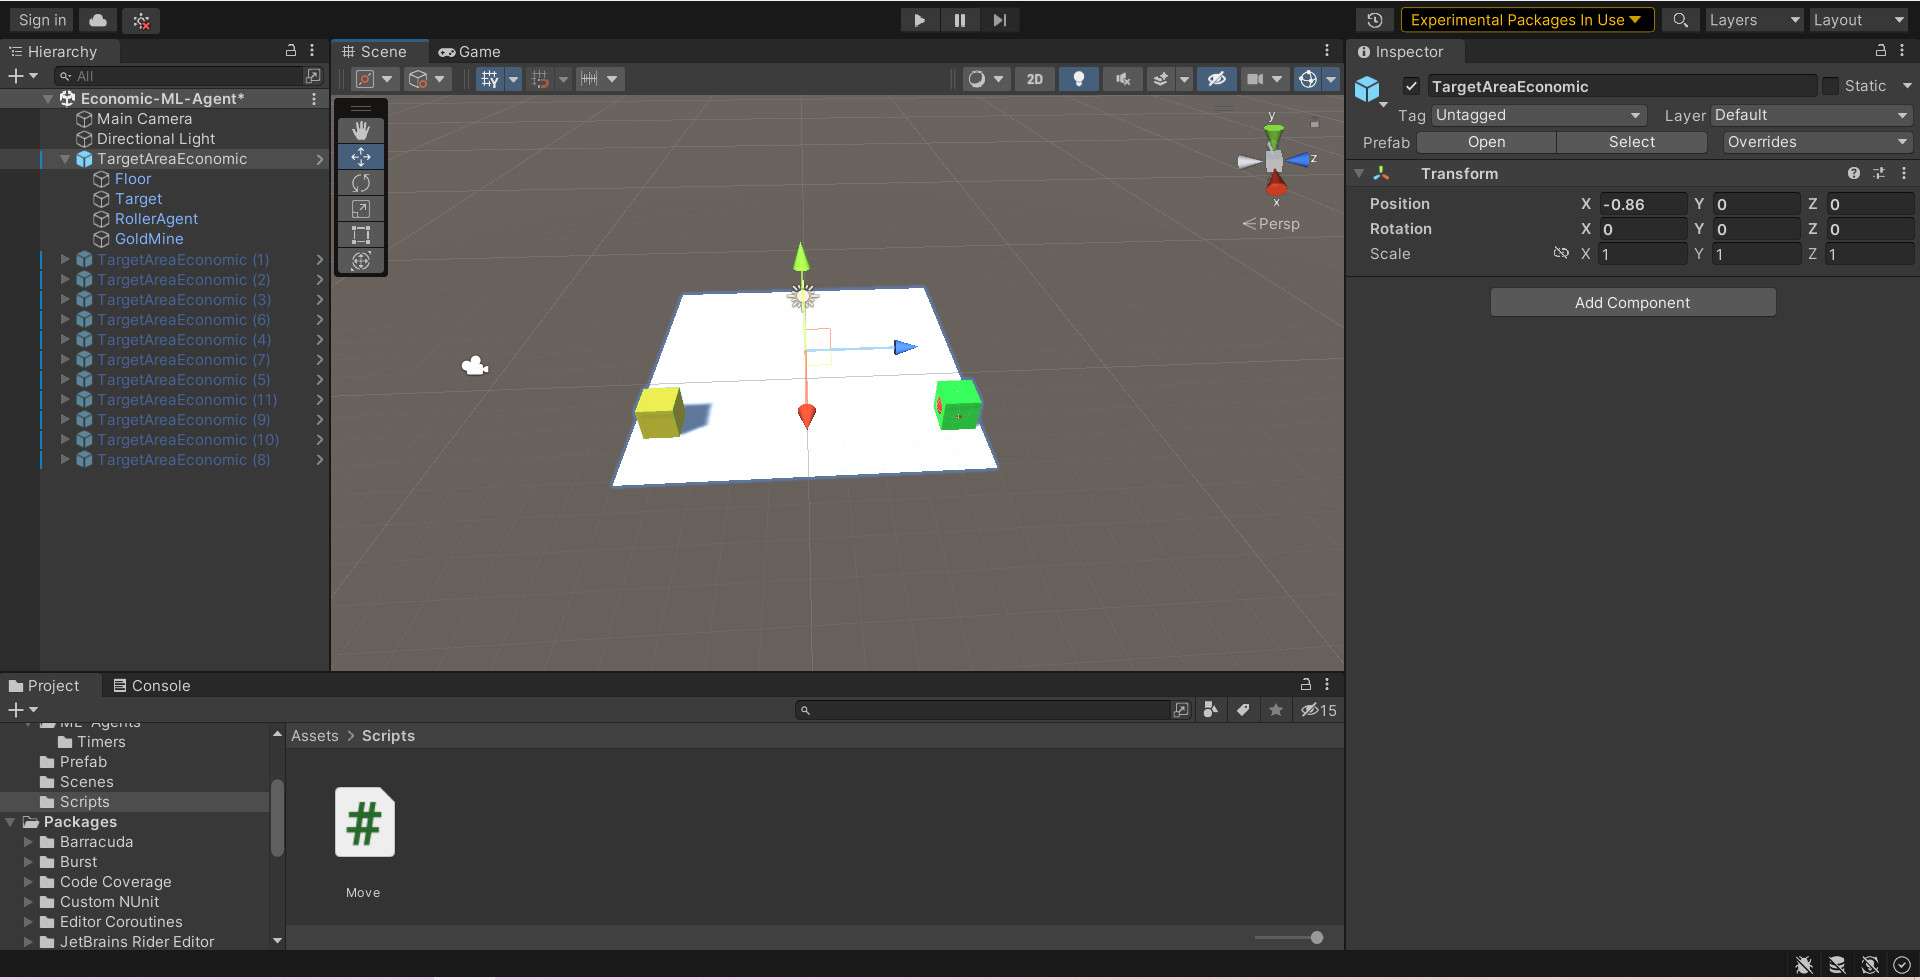 Sign in
Experimental Packages In Use
Layers
Layout
Hierarchy
All
Economic-ML-Agent*
Main Camera
Directional Light
TargetAreaEconomic
Floor
Target
RollerAgent
GoldMine
TargetAreaEconomic (1)
TargetAreaEconomic (2)
TargetAreaEconomic (3)
TargetAreaEconomic (6)
TargetAreaEconomic (4)
TargetAreaEconomic (7)
TargetAreaEconomic (5)
TargetAreaEconomic (11)
TargetAreaEconomic (9)
TargetAreaEconomic (10)
TargetAreaEconomic (8)
Scene
Game
2D
y
z
x
Persp
Inspector
TargetAreaEconomic
Static
Tag Untagged
Layer Default
Prefab Open Select Overrides
Transform
Position X -0.86 Y 0 Z 0
Rotation X 0 Y 0 Z 0
Scale X 1 Y 1 Z 1
Add Component
Project
Console
15
ML-Agents
Timers
Prefab
Scenes
Scripts
Packages
Barracuda
Burst
Code Coverage
Custom NUnit
Editor Coroutines
JetBrains Rider Editor
Assets > Scripts
#
Move